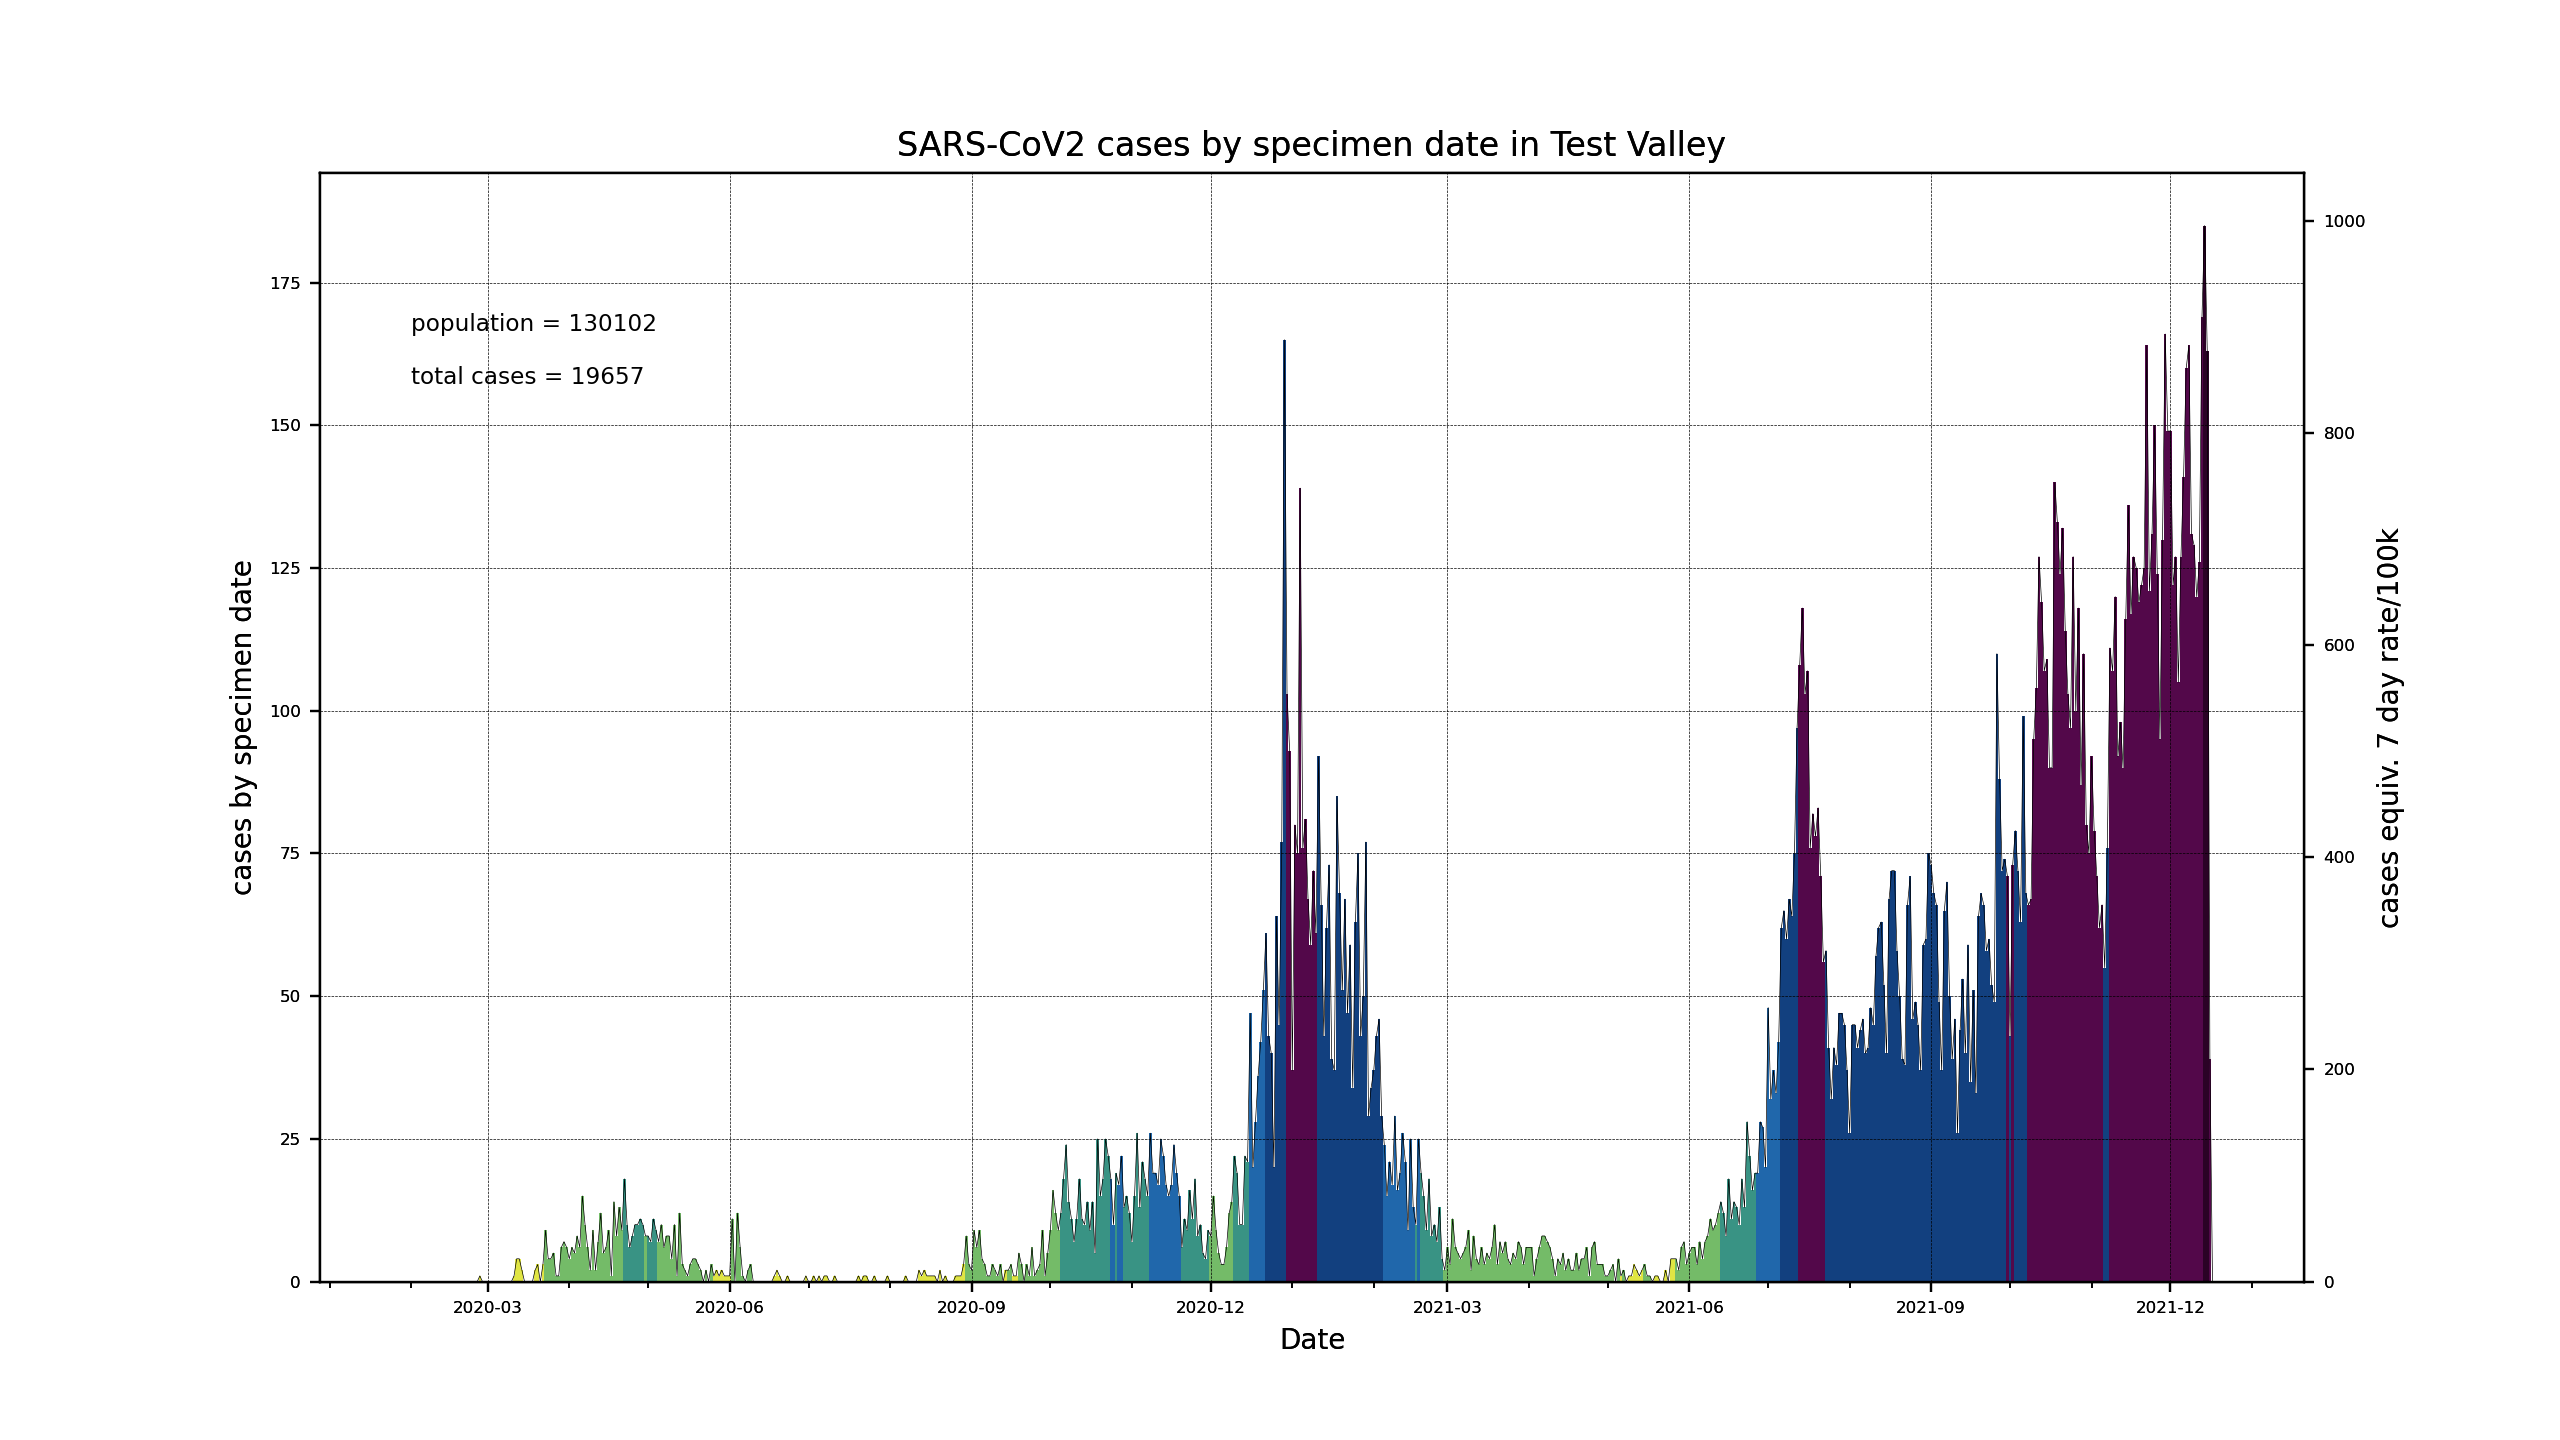 SARS-CoV2 cases by specimen date in Test Valley
population = 130102
total cases = 19657
cases by specimen date
175
150
125
100
75
50
25
0
1000
800
600
400
200
0
cases equiv. 7 day rate/100k
2020-03 2020-06 2020-09 2020-12 2021-03 2021-06 2021-09 2021-12
Date